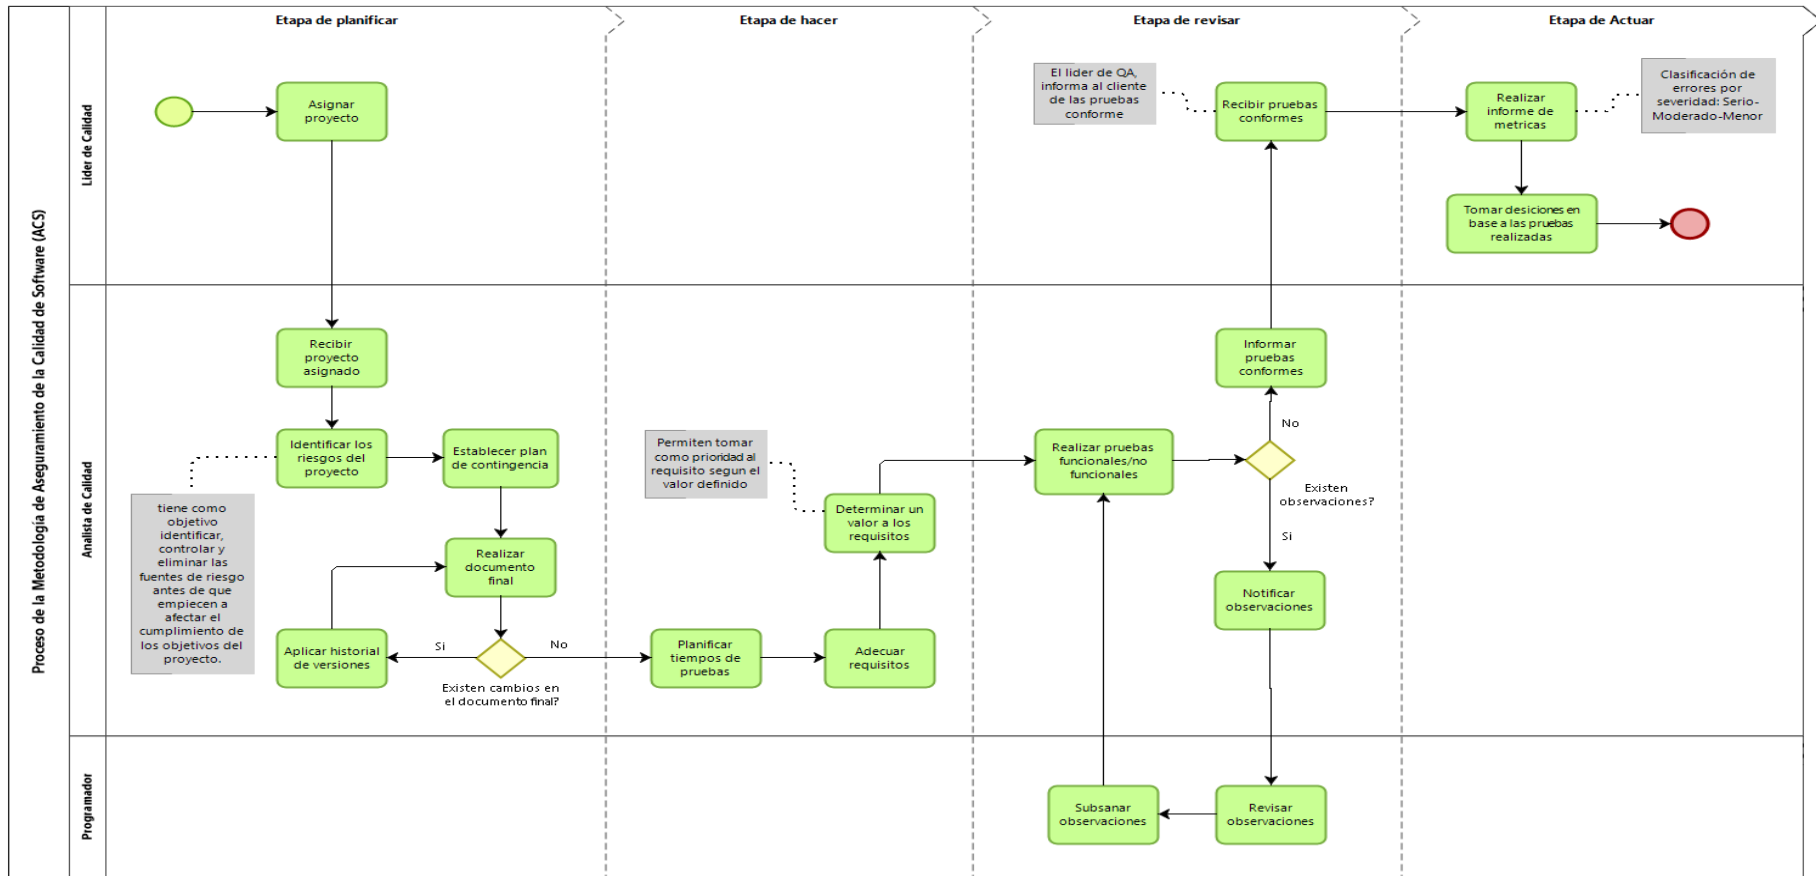 Etapa de planificar
Etapa de hacer
Etapa de revisar
Etapa de Actuar
Proceso de la Metodología de Aseguramiento de la Calidad de Software (ACS)
Lider de Calidad
Asignar
proyecto
El lider de QA,
informa al cliente
de las pruebas
conforme
Recibir pruebas
conformes
Realizar
informe de
metricas
Clasificación de
errores por
severidad: Serio-
Moderado-Menor
Tomar desiciones en
base a las pruebas
realizadas
Analista de Calidad
Recibir
proyecto
asignado
Identificar los
riesgos del
proyecto
Establecer plan
de contingencia
tiene como
objetivo
identificar,
controlar y
eliminar las
fuentes de riesgo
antes de que
empiecen a
afectar el
cumplimiento de
los objetivos del
proyecto.
Realizar
documento
final
Aplicar historial
de versiones
Si
No
Existen cambios en
el documento final?
Permiten tomar
como prioridad al
requisito segun el
valor definido
Determinar un
valor a los
requisitos
Planificar
tiempos de
pruebas
Adecuar
requisitos
Informar
pruebas
conformes
No
Realizar pruebas
funcionales/no
funcionales
Existen
observaciones?
Si
Notificar
observaciones
Programador
Subsanar
observaciones
Revisar
observaciones